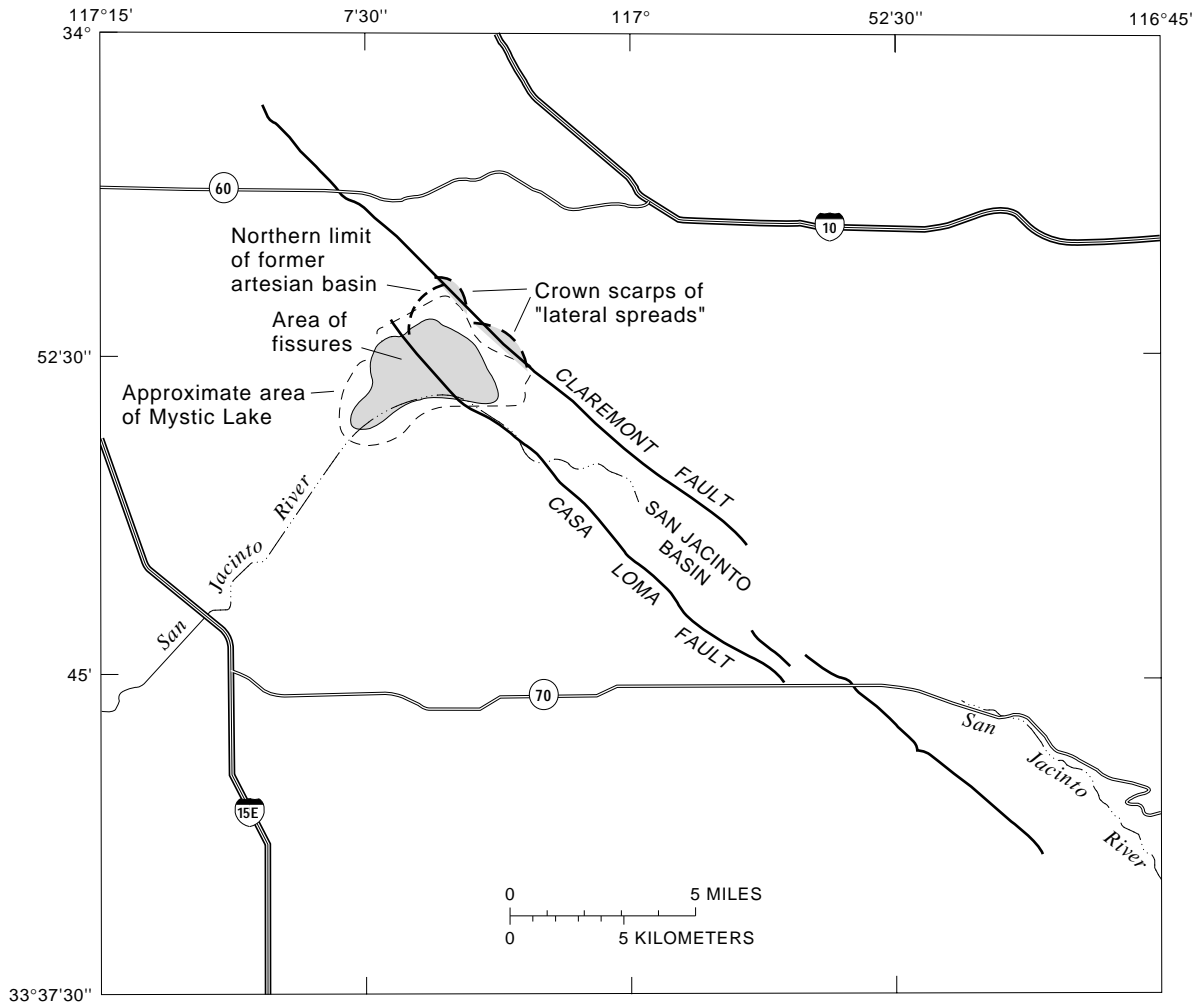 117°15'
7'30''
117°
52'30''
116°45'
34°
60
10
Northern limit
of former
artesian basin
Crown scarps of
"lateral spreads"
Area of
fissures
52'30''
Approximate area
of Mystic Lake
CLAREMONT
FAULT
San Jacinto River
CASA
LOMA
FAULT
SAN JACINTO
BASIN
45'
70
San Jacinto River
15E
0 5 MILES
0 5 KILOMETERS
33°37'30''